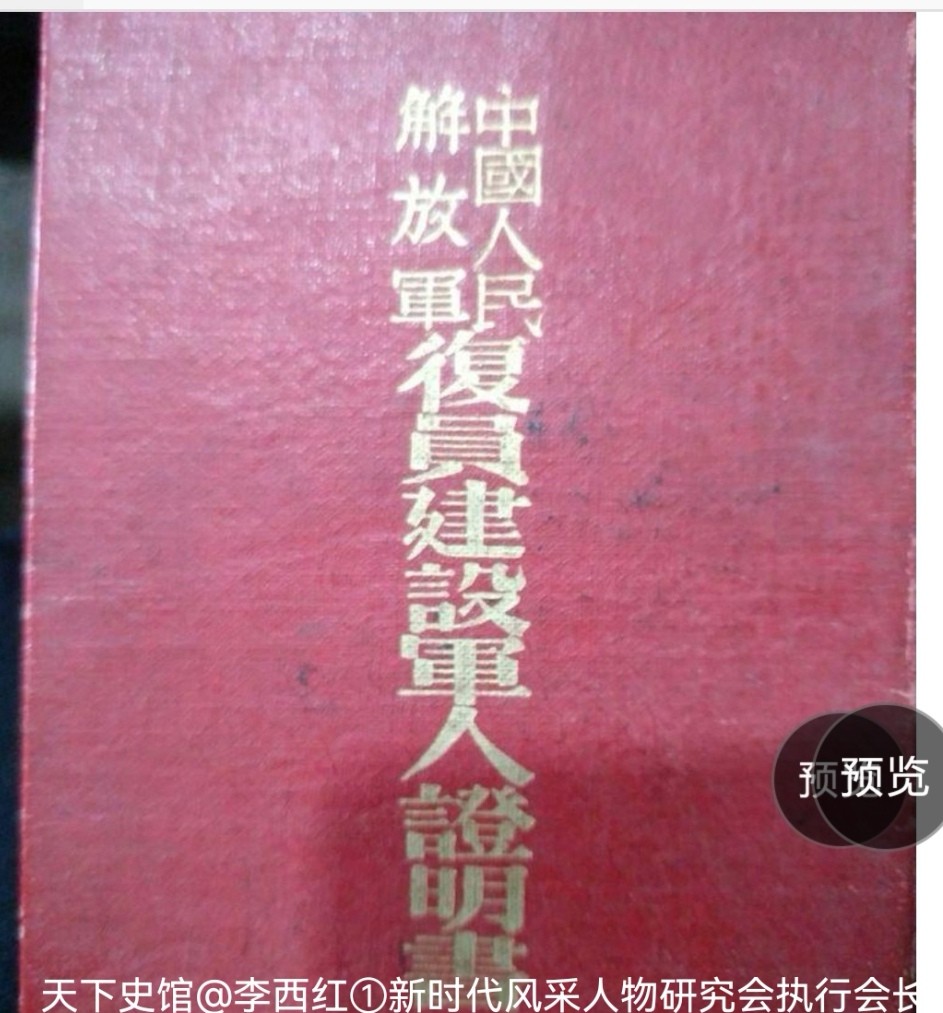 中國人民
解放軍
復員建設軍人證明書
预览
天下史馆@李西红①新时代风采人物研究会执行会长